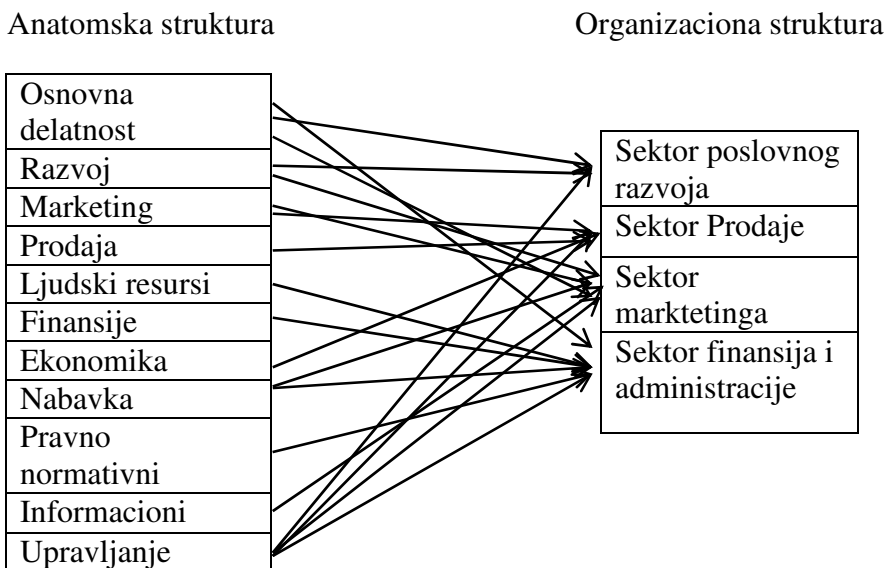 Anatomska struktura
Organizaciona struktura
Osnovna
delatnost
Razvoj
Marketing
Prodaja
Ljudski resursi
Finansije
Ekonomika
Nabavka
Pravno
normativni
Informacioni
Upravljanje
Sektor poslovnog
razvoja
Sektor Prodaje
Sektor
marktetinga
Sektor finansija i
administracije